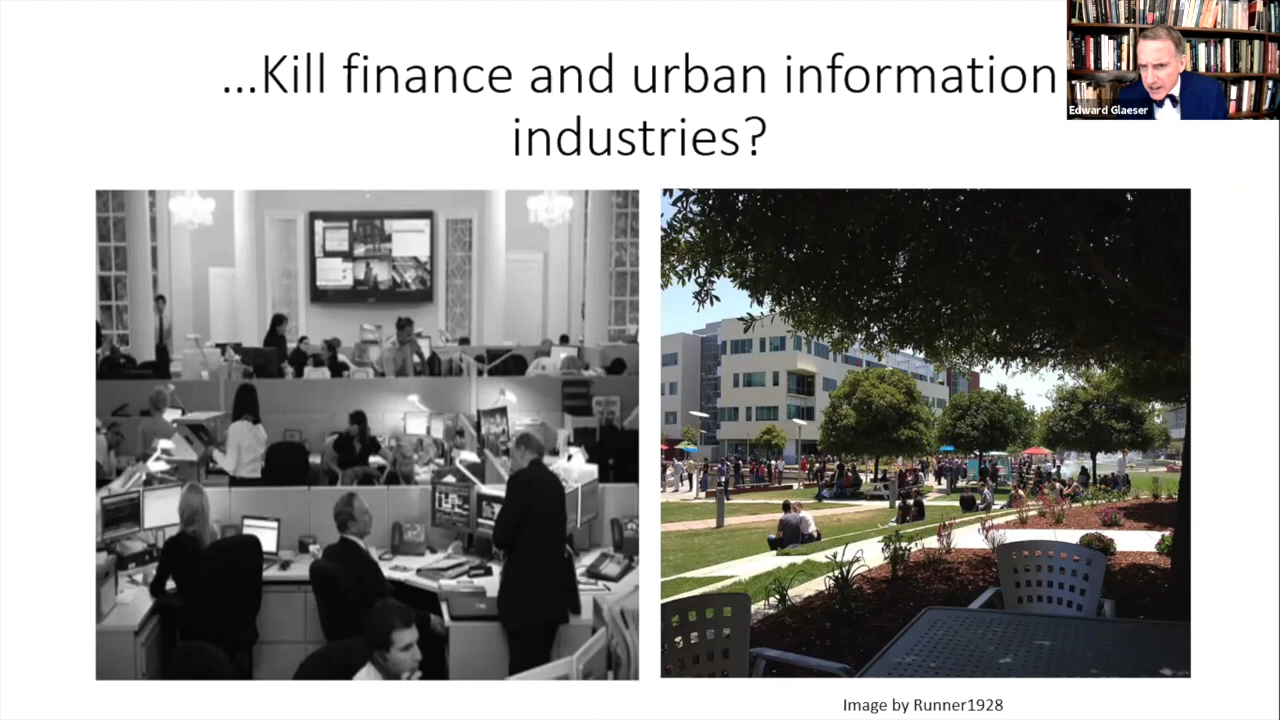 ...Kill finance and urban information
industries?
Edward Glaeser
Image by Runner1928